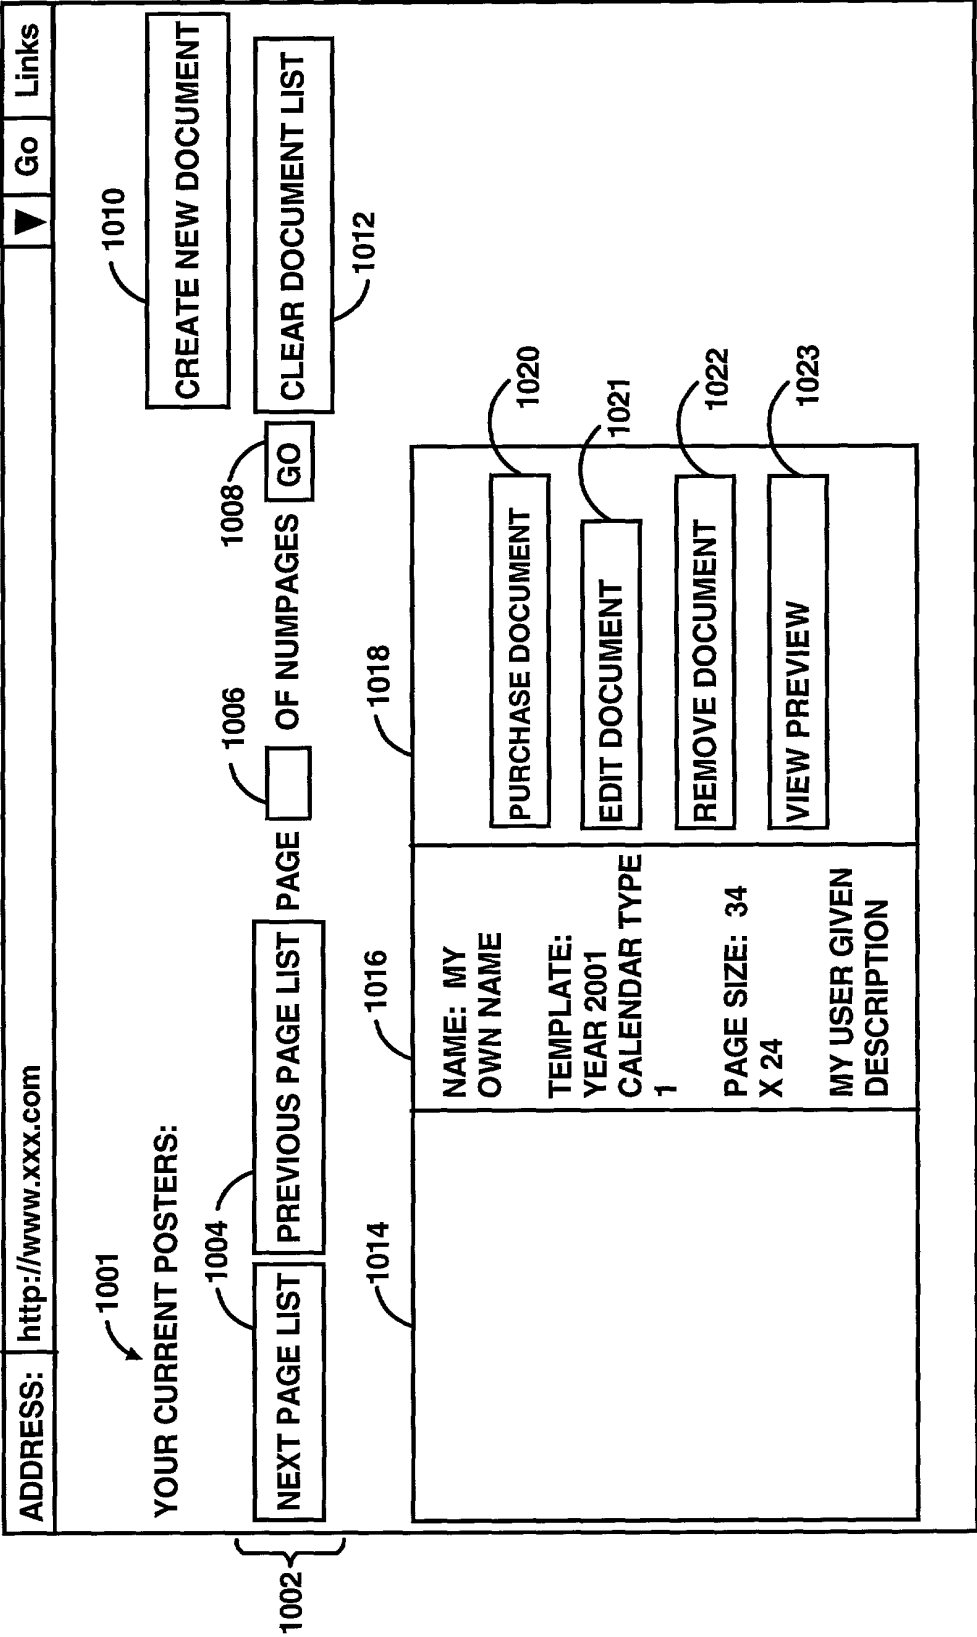 ADDRESS: http://www.xxx.com ▼ Go Links
1001
1010
YOUR CURRENT POSTERS:
CREATE NEW DOCUMENT
1004
1006
1008
1002
NEXT PAGE LIST PREVIOUS PAGE LIST PAGE OF NUMPAGES GO CLEAR DOCUMENT LIST
1012
1014
1016
1018
NAME: MY
OWN NAME
TEMPLATE:
YEAR 2001
CALENDAR TYPE
1
PAGE SIZE: 34
X 24
MY USER GIVEN
DESCRIPTION
PURCHASE DOCUMENT
1020
EDIT DOCUMENT
1021
REMOVE DOCUMENT
1022
VIEW PREVIEW
1023